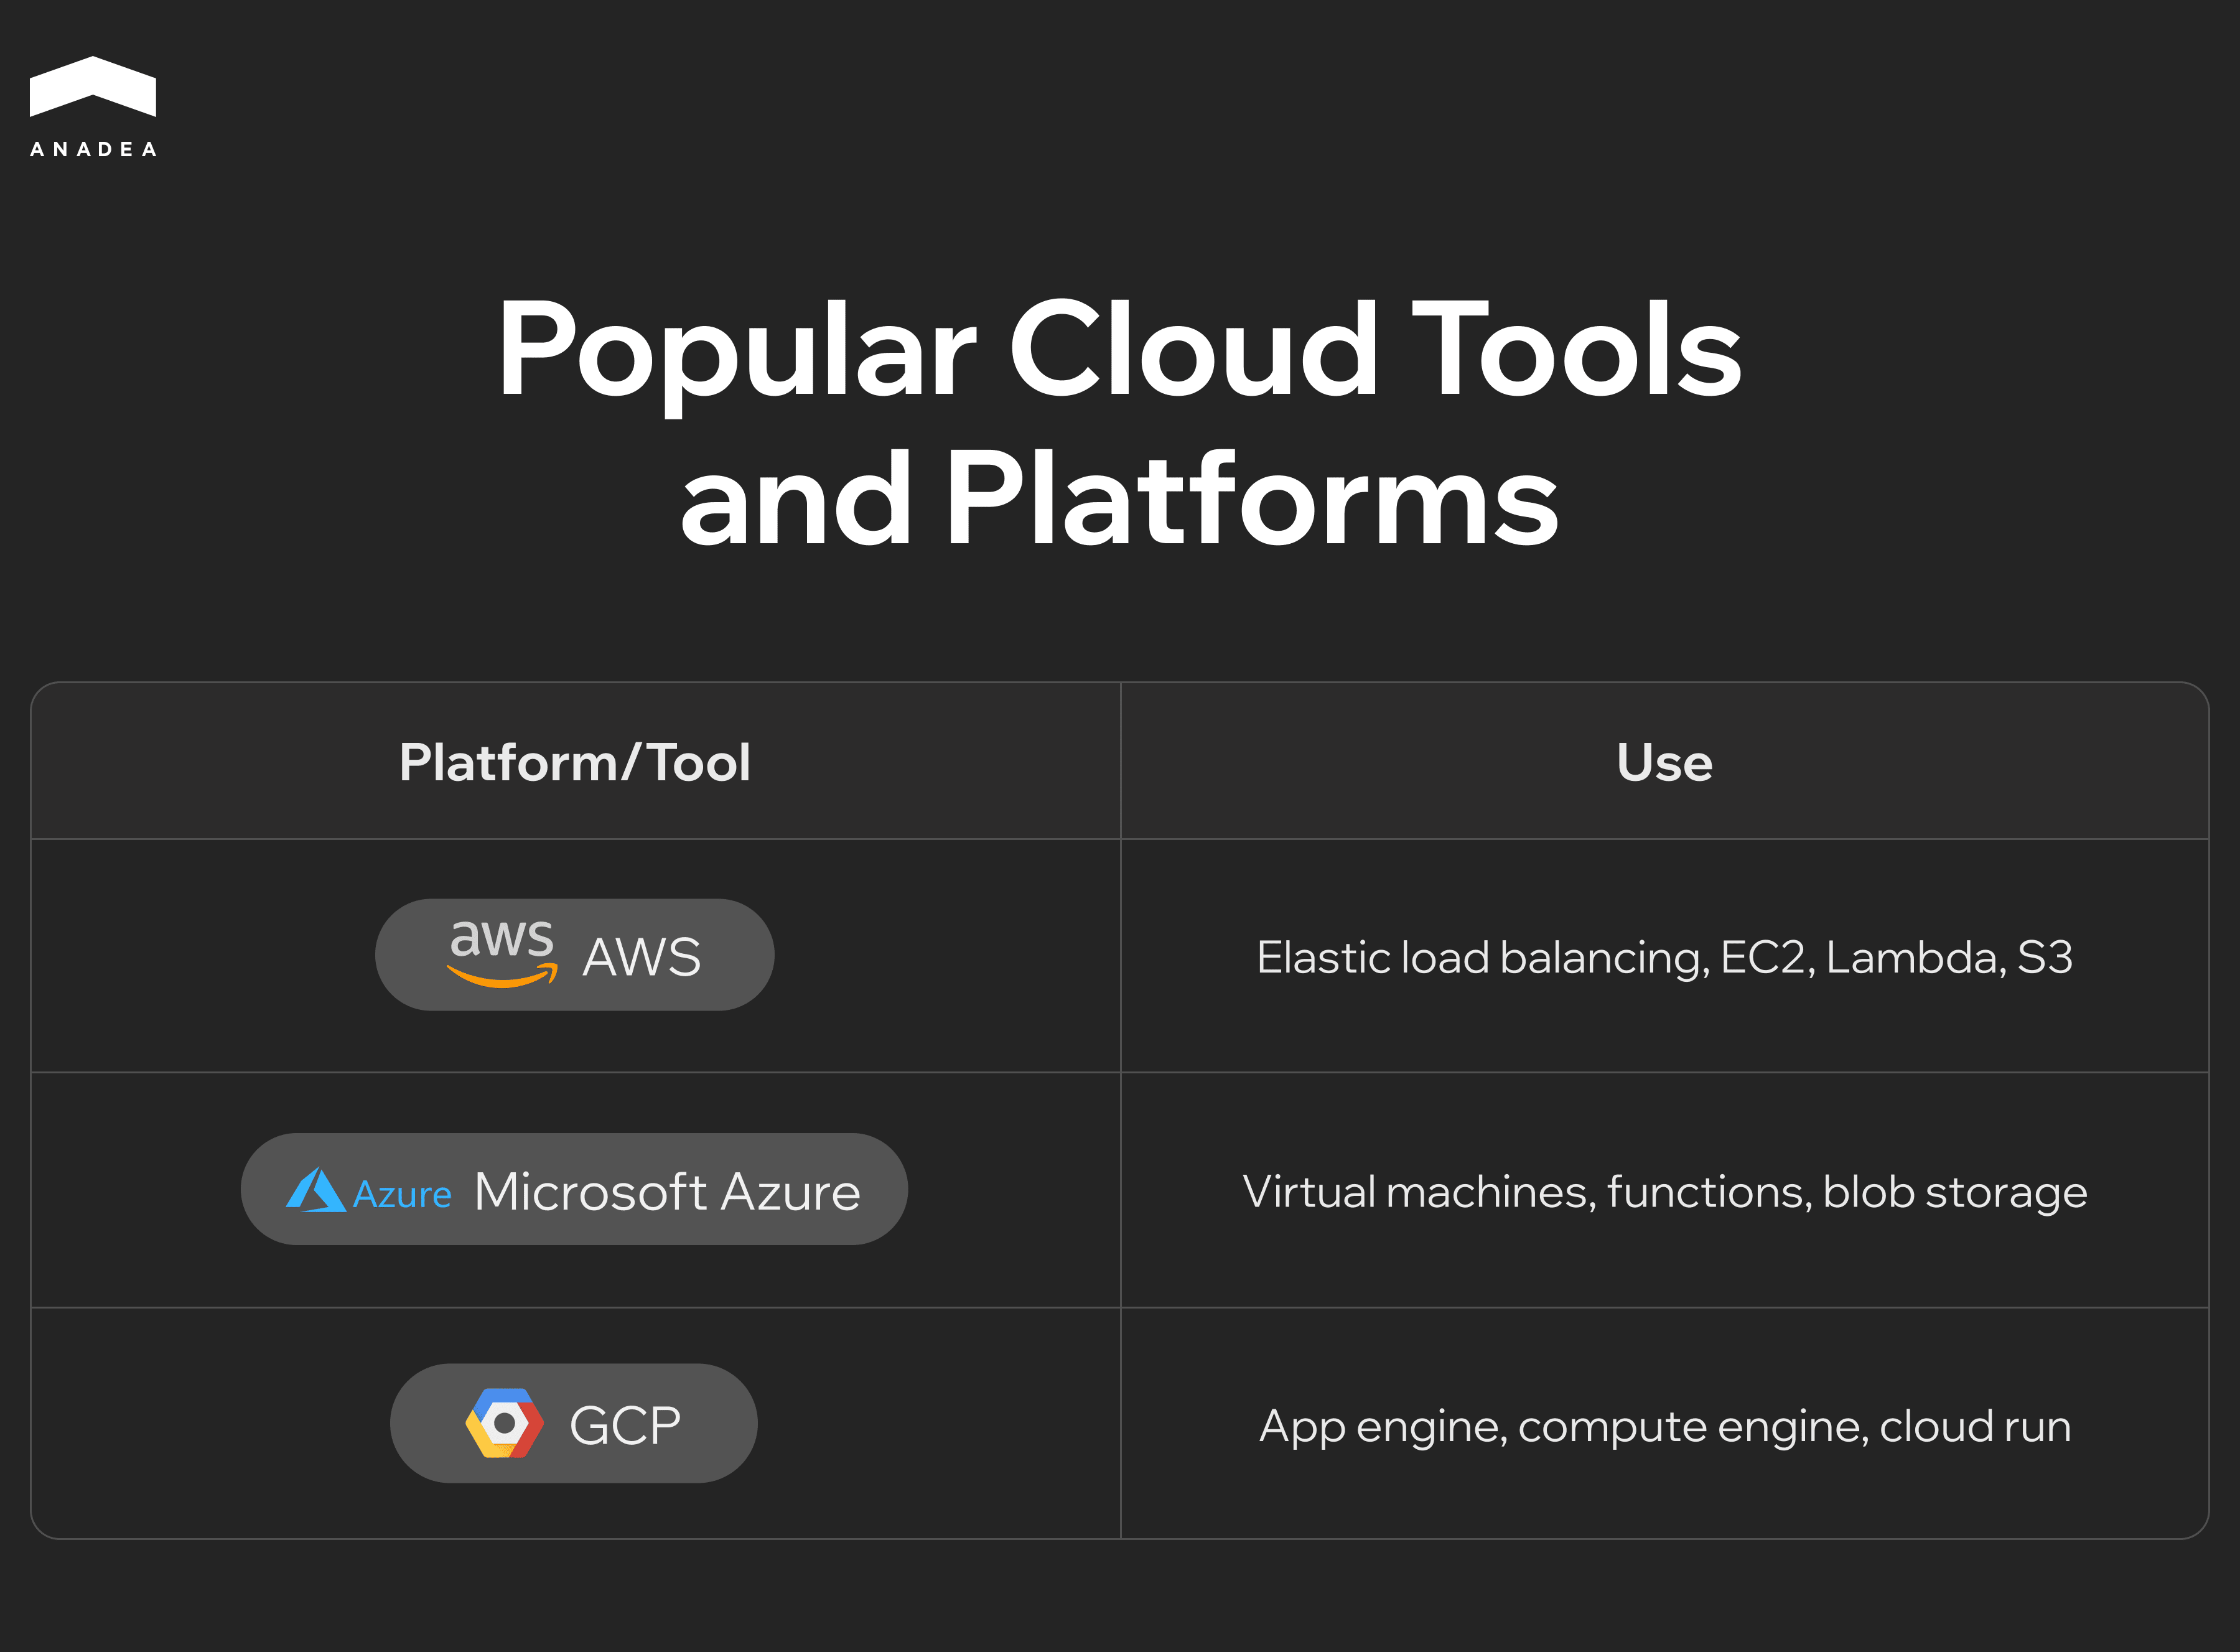 ANADEA
Popular Cloud Tools
and Platforms
Platform/Tool
Use
aws AWS
Elastic load balancing, EC2, Lambda, S3
Azure Microsoft Azure
Virtual machines, functions, blob storage
GCP
App engine, compute engine, cloud run